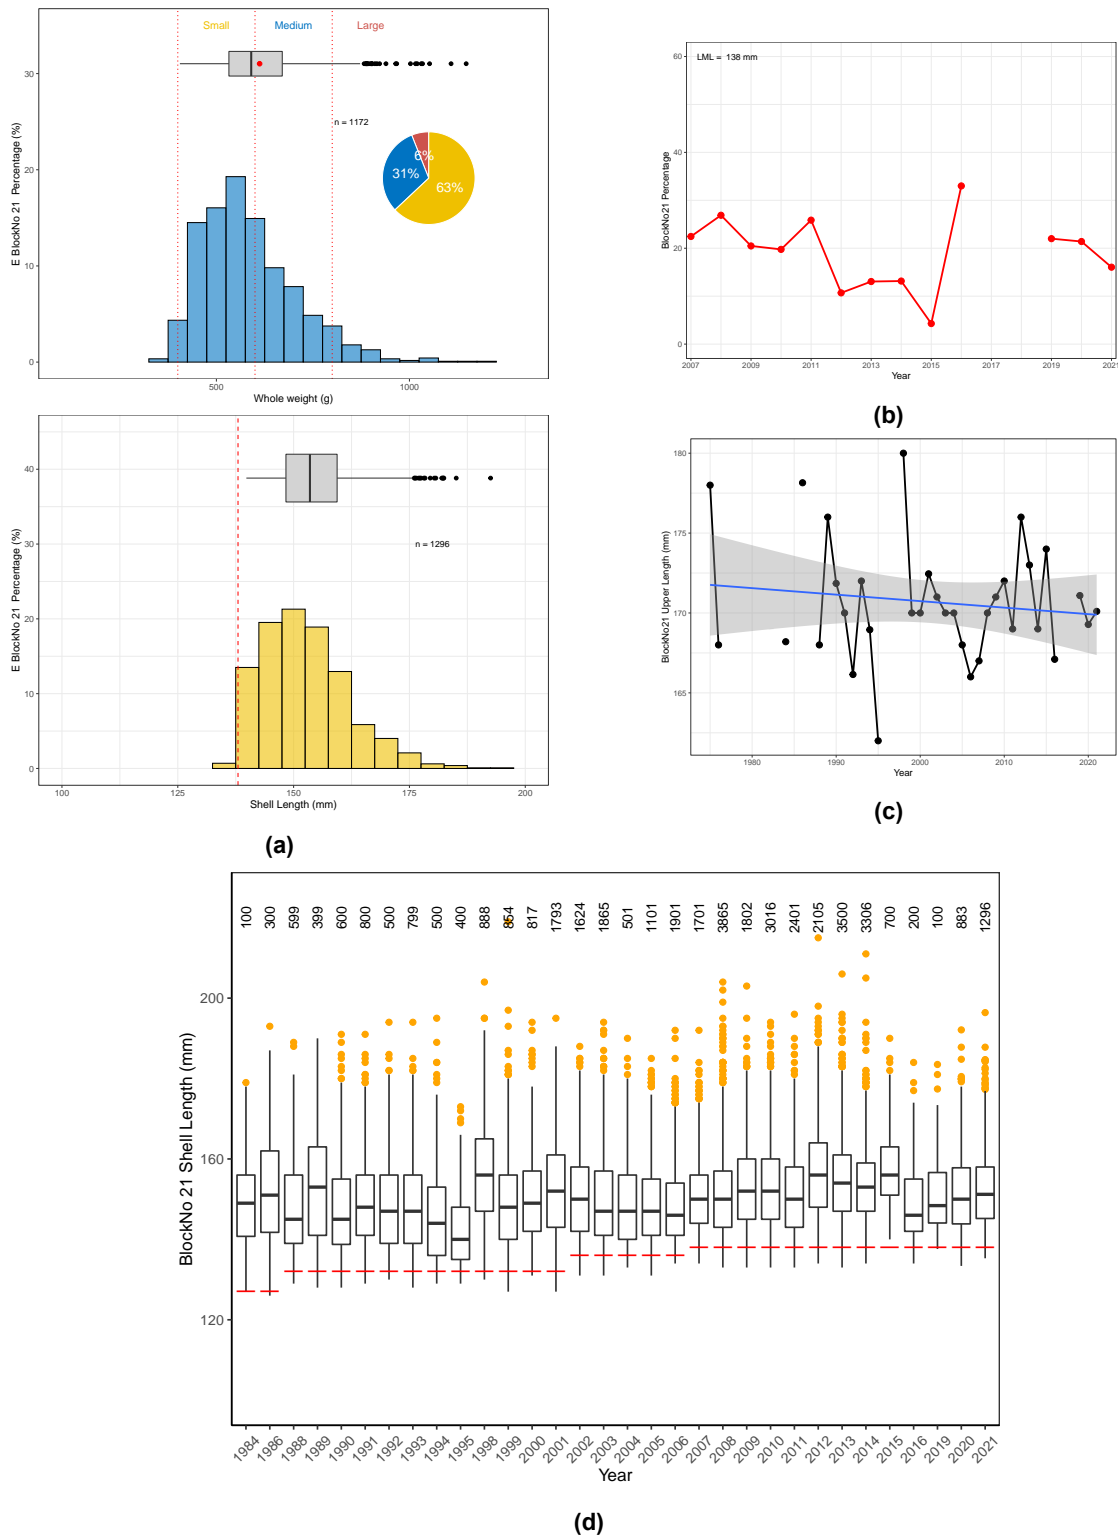 Small Medium Large
30
20
10
0
E BlockNo 21 Percentage (%)
n = 1172
6%
31%
63%
500 1000
Whole weight (g)
40
30
20
10
0
E BlockNo 21 Percentage (%)
n = 1296
100 125 150 175 200
Shell Length (mm)
(a)
LML = 138 mm
60
40
20
0
BlockNo21 Percentage
2007 2009 2011 2013 2015 2017 2019 2021
Year
(b)
180
175
170
165
BlockNo21 Upper Length (mm)
1980 1990 2000 2010 2020
Year
(c)
100 300 599 399 600 800 500 799 500 400 888 854 817 1793 1624 1865 501 1101 1901 1701 3865 1802 3016 2401 2105 3500 3306 700 200 100 883 1296
200
160
120
BlockNo 21 Shell Length (mm)
1984 1986 1988 1989 1990 1991 1992 1993 1994 1995 1998 1999 2000 2001 2002 2003 2004 2005 2006 2007 2008 2009 2010 2011 2012 2013 2014 2015 2016 2019 2020 2021
Year
(d)